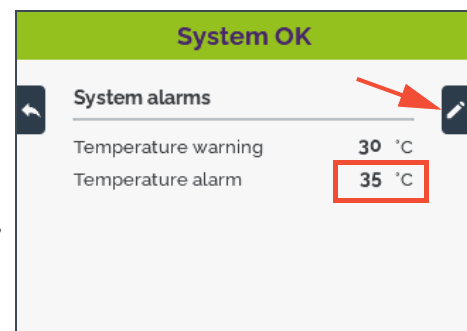 System OK
System alarms
Temperature warning 30 °C
Temperature alarm 35 °C